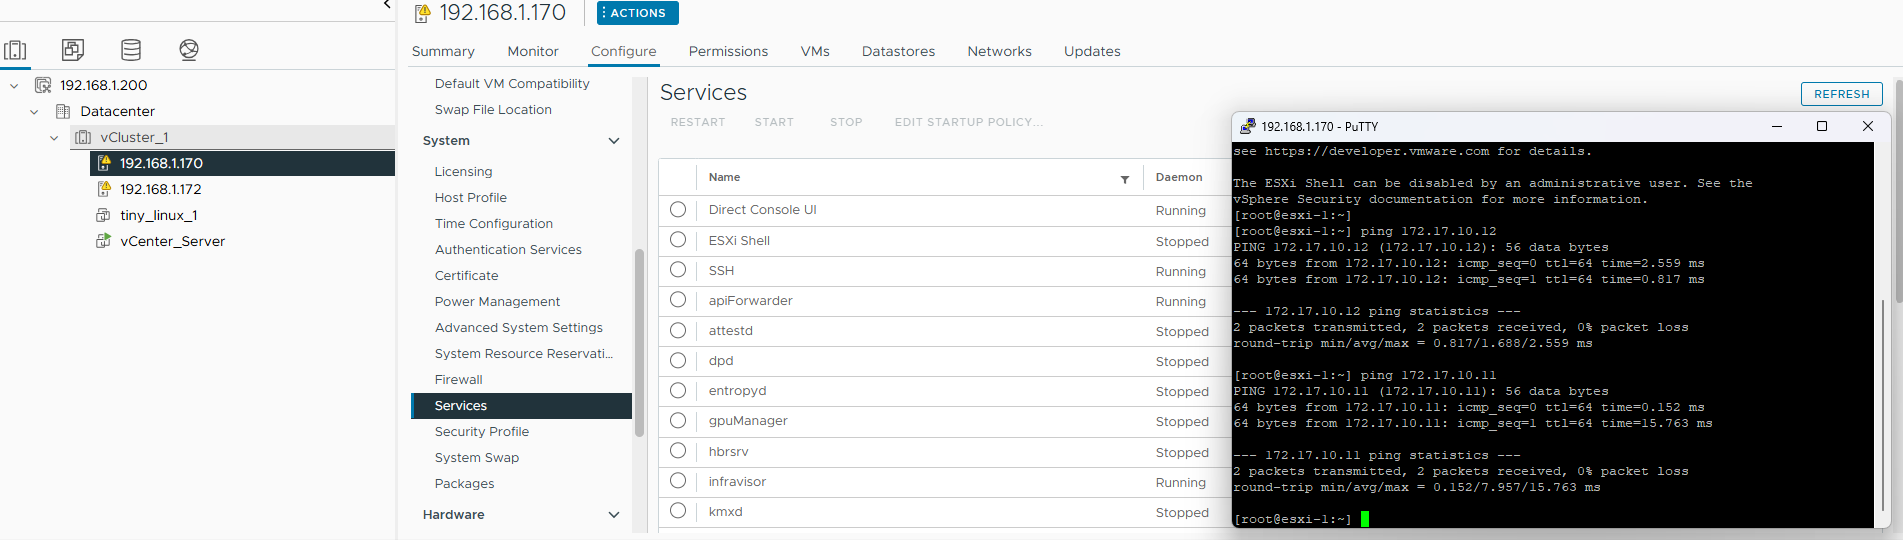 192.168.1.170
ACTIONS
Summary
Monitor
Configure
Permissions
VMs
Datastores
Networks
Updates
192.168.1.200
Datacenter
vCluster_1
192.168.1.170
192.168.1.172
tiny_linux_1
vCenter_Server
Default VM Compatibility
Swap File Location
System
Licensing
Host Profile
Time Configuration
Authentication Services
Certificate
Power Management
Advanced System Settings
System Resource Reservati...
Firewall
Services
Security Profile
System Swap
Packages
Hardware
Services
REFRESH
RESTART
START
STOP
EDIT STARTUP POLICY...
Name
Daemon
Direct Console UI
Running
ESXi Shell
Stopped
SSH
Running
apiForwarder
Running
attestd
Stopped
dpd
Stopped
entropyd
Stopped
gpuManager
Stopped
hbrsrv
Stopped
infravisor
Running
kmxd
Stopped
192.168.1.170 - PuTTY
see https://developer.vmware.com for details.
The ESXi Shell can be disabled by an administrative user. See the
vSphere Security documentation for more information.
[root@esxi-1:~]
[root@esxi-1:~] ping 172.17.10.12
PING 172.17.10.12 (172.17.10.12): 56 data bytes
64 bytes from 172.17.10.12: icmp_seq=0 ttl=64 time=2.559 ms
64 bytes from 172.17.10.12: icmp_seq=1 ttl=64 time=0.817 ms
--- 172.17.10.12 ping statistics ---
2 packets transmitted, 2 packets received, 0% packet loss
round-trip min/avg/max = 0.817/1.688/2.559 ms
[root@esxi-1:~] ping 172.17.10.11
PING 172.17.10.11 (172.17.10.11): 56 data bytes
64 bytes from 172.17.10.11: icmp_seq=0 ttl=64 time=0.152 ms
64 bytes from 172.17.10.11: icmp_seq=1 ttl=64 time=15.763 ms
--- 172.17.10.11 ping statistics ---
2 packets transmitted, 2 packets received, 0% packet loss
round-trip min/avg/max = 0.152/7.957/15.763 ms
[root@esxi-1:~]